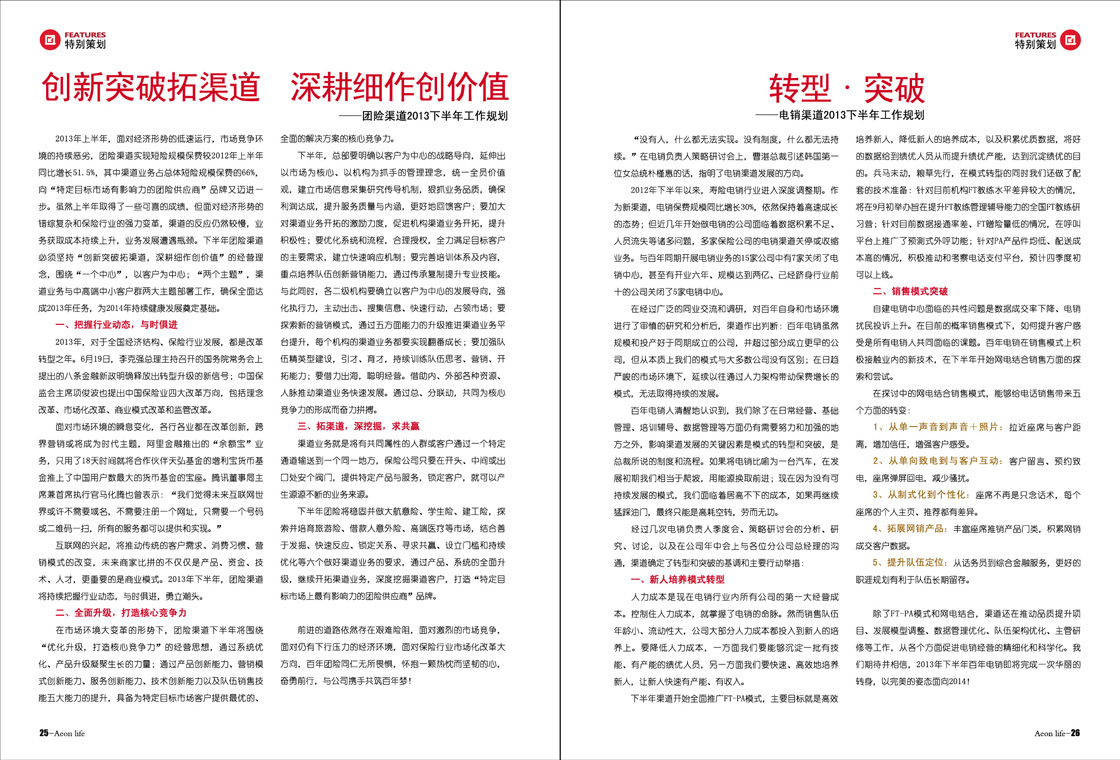 FEATURES
特别策划
创新突破拓渠道　深耕细作创价值
——团险渠道2013下半年工作规划
2013年上半年，面对经济形势的低速运行，市场竞争环
境的持续恶劣，团险渠道实现短险规模保费较2012年上半年
同比增长51.5%，其中渠道业务占总体短险规模保费的66%，
向“特定目标市场有影响力的团险供应商”品牌又迈进一
步。虽然上半年取得了一些可喜的成绩，但面对经济形势的
错综复杂和保险行业的强力变革，渠道的反应仍然较慢，业
务获取成本持续上升，业务发展遭遇瓶颈。下半年团险渠道
必须坚持“创新突破拓渠道，深耕细作创价值”的经营理
念，围绕“一个中心”，以客户为中心；“两个主题”，渠
道业务与中高端中小客户群两大主题部署工作，确保全面达
成2013年任务，为2014年持续健康发展奠定基础。
一、把握行业动态，与时俱进
2013年，对于全国经济结构、保险行业发展，都是改革
转型之年。6月19日，李克强总理主持召开的国务院常务会上
提出的八条金融新政明确释放出转型升级的新信号；中国保
监会主席项俊波也提出中国保险业四大改革方向，包括理念
改革、市场化改革、商业模式改革和监管改革。
面对市场环境的瞬息变化，各行各业都在改革创新，跨
界营销或将成为时代主题，阿里金融推出的“余额宝”业
务，只用了18天时间就将合作伙伴天弘基金的增利宝货币基
金推上了中国用户数最大的货币基金的宝座。腾讯董事局主
席兼首席执行官马化腾也曾表示：“我们觉得未来互联网世
界或许不需要域名，不需要注册一个网址，只需要一个号码
或二维码一扫，所有的服务都可以提供和实现。”
互联网的兴起，将推动传统的客户需求、消费习惯、营
销模式的改变，未来商家比拼的不仅仅是产品、资金、技
术、人才，更重要的是商业模式。2013年下半年，团险渠道
将持续把握行业动态，与时俱进，勇立潮头。
二、全面升级，打造核心竞争力
在市场环境大变革的形势下，团险渠道下半年将围绕
“优化升级，打造核心竞争力”的经营思想，通过系统优
化、产品升级凝聚生长的力量；通过产品创新能力、营销模
式创新能力、服务创新能力、技术创新能力以及队伍销售技
能五大能力的提升，具备为特定目标市场客户提供最优的、
全面的解决方案的核心竞争力。
下半年，总部要明确以客户为中心的战略导向，延伸出
以市场为核心、以机构为抓手的管理理念，统一全员价值
观，建立市场信息采集研究传导机制，狠抓业务品质，确保
利润达成，提升服务质量与内涵，更好地回馈客户；要加大
对渠道业务开拓的激励力度，促进机构渠道业务开拓，提升
积极性；要优化系统和流程，合理授权，全力满足目标客户
的主要需求，建立快速响应机制；要完善培训体系及内容，
重点培养队伍创新营销能力，通过传承复制提升专业技能。
与此同时，各二级机构要确立以客户为中心的发展导向，强
化执行力，主动出击、搜集信息、快速行动，占领市场；要
探索新的营销模式，通过五方面能力的升级推进渠道业务平
台提升，每个机构的渠道业务都要实现翻番成长；要加强队
伍精英型建设，引才，育才，持续训练队伍思考、营销、开
拓能力；要借力出海，聪明经营。借助内、外部各种资源、
人脉推动渠道业务快速发展。通过总、分联动，共同为核心
竞争力的形成而奋力拼搏。
三、拓渠道，深挖掘，求共赢
渠道业务就是将有共同属性的人群或客户通过一个特定
通道输送到一个同一地方，保险公司只要在开头、中间或出
口处安个阀门，提供特定产品与服务，锁定客户，就可以产
生源源不断的业务来源。
下半年团险将稳固并做大航意险、学生险、建工险，探
索并培育旅游险、借款人意外险、高端医疗等市场，结合善
于发掘、快速反应、锁定关系、寻求共赢、设立门槛和持续
优化等六个做好渠道业务的要求，通过产品、系统的全面升
级，继续开拓渠道业务，深度挖掘渠道客户，打造“特定目
标市场上最有影响力的团险供应商”品牌。
前进的道路依然存在艰难险阻，面对激烈的市场竞争，
面对仍有下行压力的经济环境，面对保险行业市场化改革大
方向，百年团险同仁无所畏惧，怀抱一颗热忱而坚韧的心，
奋勇前行，与公司携手共筑百年梦！
25—Aeon life
FEATURES
特别策划
转型 · 突破
——电销渠道2013下半年工作规划
“没有人，什么都无法实现。没有制度，什么都无法持
续。”在电销负责人策略研讨会上，曹湛总裁引述韩国第一
位女总统朴槿惠的话，指明了电销渠道发展的方向。
2012年下半年以来，寿险电销行业进入深度调整期。作
为新渠道，电销保费规模同比增长30%，依然保持着高速成长
的态势；但近几年开始做电销的公司面临着数据积累不足、
人员流失等诸多问题，多家保险公司的电销渠道关停或收缩
业务。与百年同期开展电销业务的15家公司中有7家关闭了电
销中心，甚至有开业六年、规模达到两亿、已经跻身行业前
十的公司关闭了5家电销中心。
在经过广泛的同业交流和调研，对百年自身和市场环境
进行了审慎的研究和分析后，渠道作出判断：百年电销虽然
规模和投产好于同期成立的公司，并超过部分成立更早的公
司，但从本质上我们的模式与大多数公司没有区别；在日趋
严峻的市场环境下，延续以往通过人力架构带动保费增长的
模式，无法取得持续的发展。
百年电销人清醒地认识到，我们除了在日常经营、基础
管理、培训辅导、数据管理等方面仍有需要努力和加强的地
方之外，影响渠道发展的关键因素是模式的转型和突破，是
总裁所说的制度和流程。如果将电销比喻为一台汽车，在发
展初期我们相当于爬坡，用能源换取前进；现在因为没有可
持续发展的模式，我们面临着居高不下的成本，如果再继续
猛踩油门，最终只能是高耗空转，劳而无功。
经过几次电销负责人季度会、策略研讨会的分析、研
究、讨论，以及在公司年中会上与各位分公司总经理的沟
通，渠道确定了转型和突破的基调和主要行动举措：
一、新人培养模式转型
人力成本是现在电销行业内所有公司的第一大经营成
本。控制住人力成本，就掌握了电销的命脉。然而销售队伍
年龄小、流动性大，公司大部分人力成本都投入到新人的培
养上。要降低人力成本，一方面我们要能够沉淀一批有技
能、有产能的绩优人员，另一方面我们要快速、高效地培养
新人，让新人快速有产能、有收入。
下半年渠道开始全面推广FT-PA模式，主要目标就是高效
培养新人，降低新人的培养成本，以及积累优质数据，将好
的数据给到绩优人员从而提升绩优产能，达到沉淀绩优的目
的。兵马未动，粮草先行，在模式转型的同时我们还做了配
套的技术准备：针对目前机构FT教练水平差异较大的情况，
将在9月初举办旨在提升FT教练管理辅导能力的全国FT教练研
习营；针对目前数据接通率差、FT赠险量低的情况，在呼叫
平台上推广了预测式外呼功能；针对PA产品件均低、配送成
本高的情况，积极推动和考察电话支付平台，预计四季度初
可以上线。
二、销售模式突破
自建电销中心面临的共性问题是数据成交率下降、电销
扰民投诉上升。在目前的概率销售模式下，如何提升客户感
受是所有电销人共同面临的课题。百年电销在销售模式上积
极接触业内的新技术，在下半年开始网电结合销售方面的探
索和尝试。
在探讨中的网电结合销售模式，能够给电话销售带来五
个方面的转变：
1、从单一声音到声音＋照片：拉近座席与客户距
离，增加信任，增强客户感受。
2、从单向致电到与客户互动：客户留言、预约致
电，座席弹屏回电，减少骚扰。
3、从制式化到个性化：座席不再是只念话术，每个
座席的个人主页、推荐都有差异。
4、拓展网销产品：丰富座席推销产品门类，积累网销
成交客户数据。
5、提升队伍定位：从话务员到综合金融服务，更好的
职涯规划有利于队伍长期留存。
除了FT-PA模式和网电结合，渠道还在推动品质提升项
目、发展模型调整、数据管理优化、队伍架构优化、主管研
修等工作，从各个方面促进电销经营的精细化和科学化。我
们期待并相信，2013年下半年百年电销即将完成一次华丽的
转身，以完美的姿态面向2014！
Aeon life—26